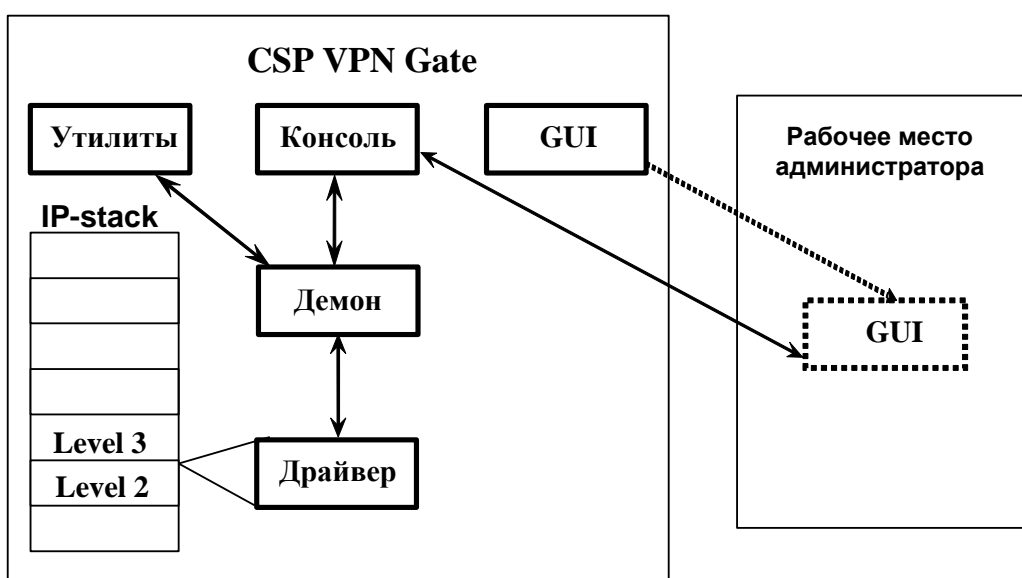 CSP VPN Gate
Утилиты
Консоль
GUI
Рабочее место
администратора
IP-stack
Демон
GUI
Level 3
Драйвер
Level 2